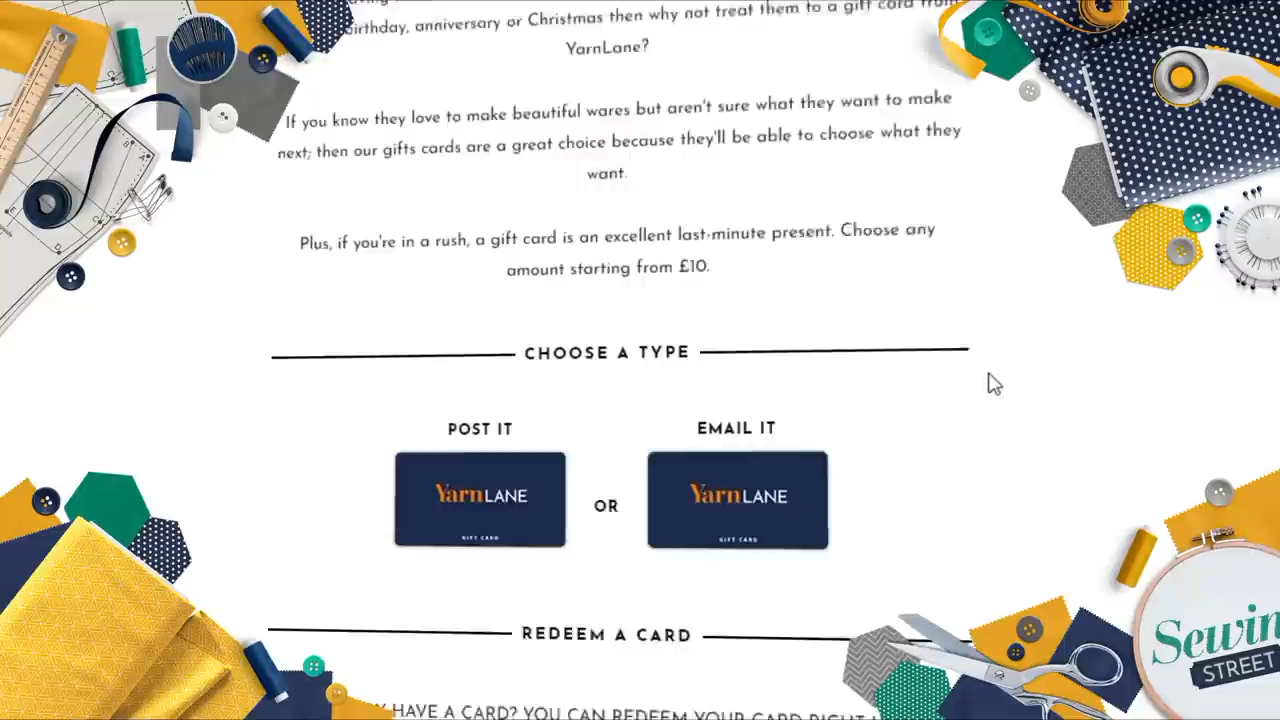 birthday, anniversary or Christmas then why not treat them to a gift card from
YarnLane?
If you know they love to make beautiful wares but aren't sure what they want to make
next; then our gifts cards are a great choice because they'll be able to choose what they
want.
Plus, if you're in a rush, a gift card is an excellent last-minute present. Choose any
amount starting from £10.
CHOOSE A TYPE
POST IT
EMAIL IT
YarnLANE
GIFT CARD
OR
YarnLANE
GIFT CARD
REDEEM A CARD
Sewin
STREET
HAVE A CARD? YOU CAN REDEEM YOUR CARD RIGHT